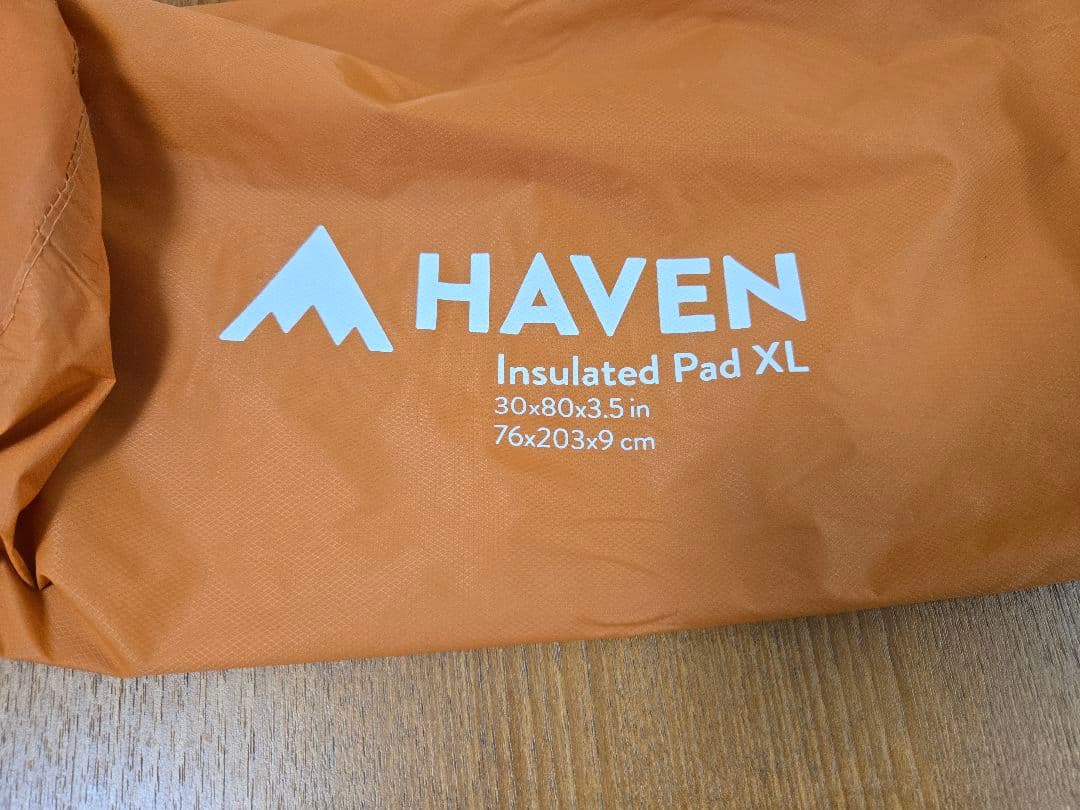 HAVEN
Insulated Pad XL
30x80x3.5 in
76x203x9 cm